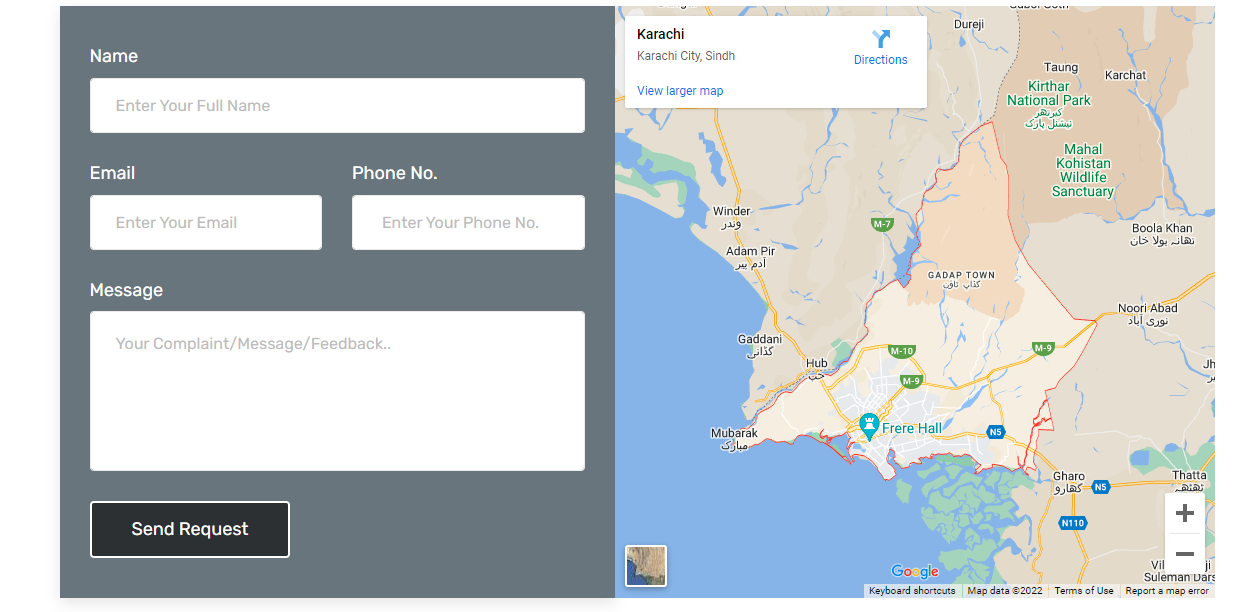 Name
Enter Your Full Name
Email
Phone No.
Enter Your Email
Enter Your Phone No.
Message
Your Complaint/Message/Feedback..
Send Request
Karachi
Karachi City, Sindh
Directions
View larger map
Dureji
Taung
Karchat
Kirthar
National Park
کیرتھر
نیشنل پارک
Mahal
Kohistan
Wildlife
Sanctuary
Winder
وندر
M-7
Boola Khan
تھانہ بولا خان
Adam Pir
آدم پیر
GADAP TOWN
گڈاپ ٹاؤن
Noori Abad
نوری آباد
Gaddani
گڈانی
Hub
حب
M-10
M-9
M-9
Mubarak
مبارک
Frere Hall
N5
Gharo
گھارو
N5
Thatta
ٹھٹھہ
N110
Google
Keyboard shortcuts
Map data ©2022
Terms of Use
Report a map error